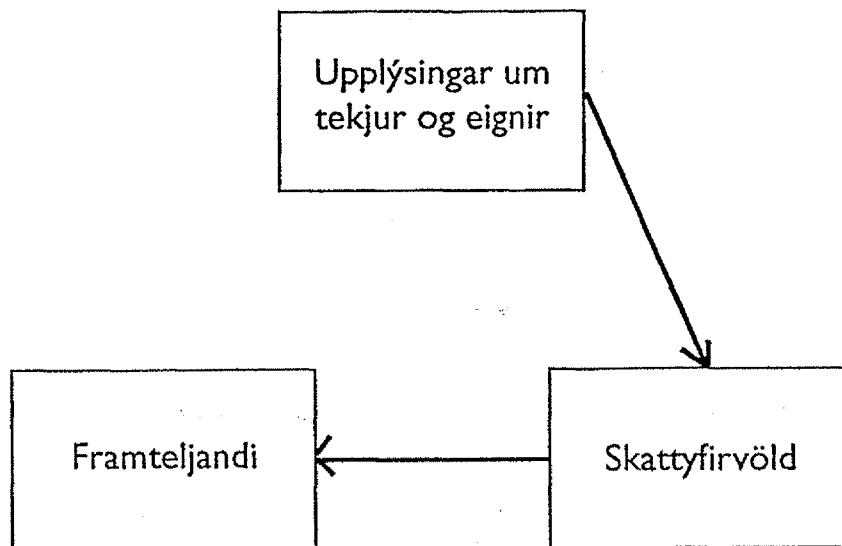 Upplýsingar um
tekjur og eignir
Framteljandi
Skattyfirvöld